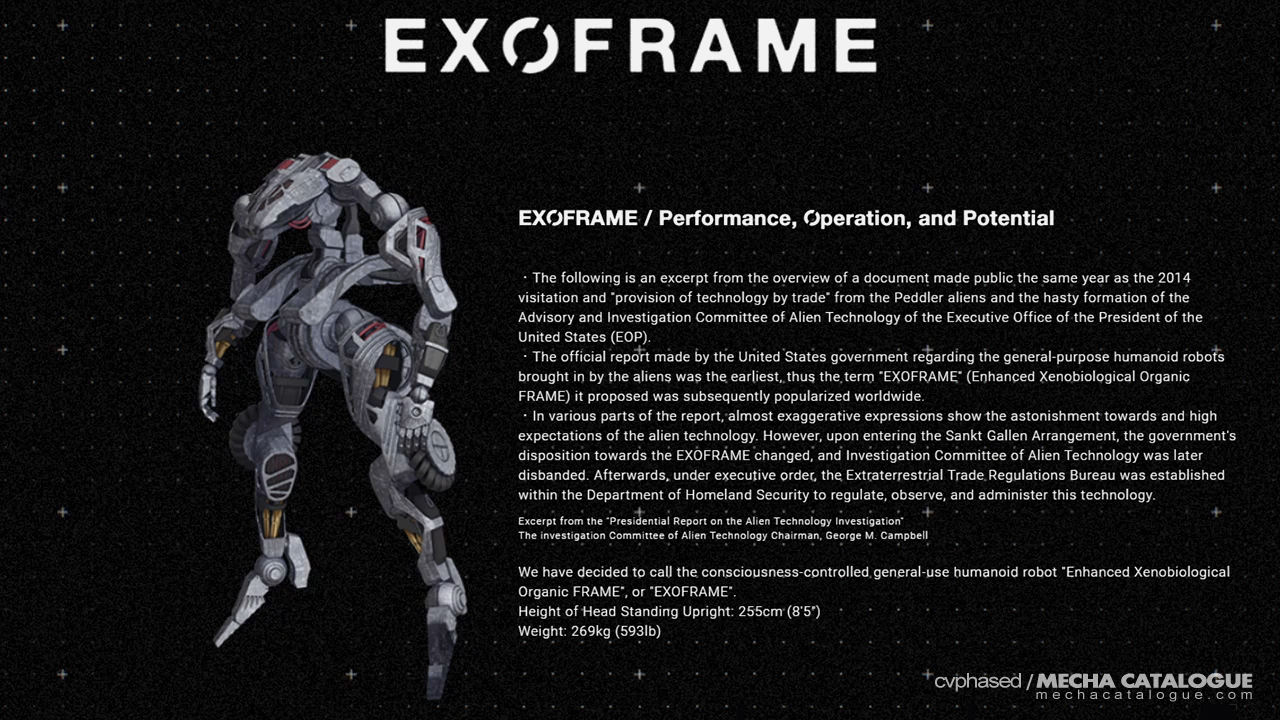 EXOFRAME
EXOFRAME / Performance, Operation, and Potential
・The following is an excerpt from the overview of a document made public the same year as the 2014
visitation and "provision of technology by trade" from the Peddler aliens and the hasty formation of the
Advisory and Investigation Committee of Alien Technology of the Executive Office of the President of the
United States (EOP).
・The official report made by the United States government regarding the general-purpose humanoid robots
brought in by the aliens was the earliest, thus the term "EXOFRAME" (Enhanced Xenobiological Organic
FRAME) it proposed was subsequently popularized worldwide.
・In various parts of the report, almost exaggerative expressions show the astonishment towards and high
expectations of the alien technology. However, upon entering the Sankt Gallen Arrangement, the government's
disposition towards the EXOFRAME changed, and Investigation Committee of Alien Technology was later
disbanded. Afterwards, under executive order, the Extraterrestrial Trade Regulations Bureau was established
within the Department of Homeland Security to regulate, observe, and administer this technology.
Excerpt from the "Presidential Report on the Alien Technology Investigation"
The investigation Committee of Alien Technology Chairman, George M. Campbell
We have decided to call the consciousness-controlled general-use humanoid robot "Enhanced Xenobiological
Organic FRAME", or "EXOFRAME".
Height of Head Standing Upright: 255cm (8'5")
Weight: 269kg (593lb)
cvphased / MECHA CATALOGUE
mechacatalogue.com